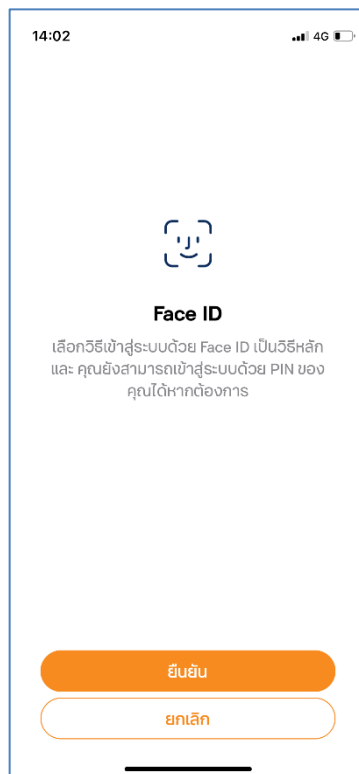 14:02
4G
Face ID
เลือกวิธีเข้าสู่ระบบด้วย Face ID เป็นวิธีหลัก
และ คุณยังสามารถเข้าสู่ระบบด้วย PIN ของ
คุณได้หากต้องการ
ยืนยัน
ยกเลิก